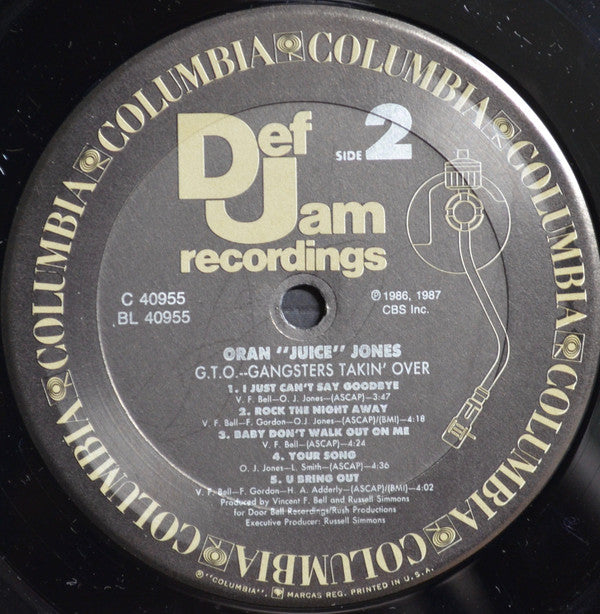 COLUMBIA COLUMBIA COLUMBIA COLUMBIA COLUMBIA COLUMBIA COLUMBIA COLUMBIA
Def
Jam
recordings
SIDE 2
C 40955
BL 40955
℗ 1986, 1987
CBS Inc.
ORAN "JUICE" JONES
G.T.O.--GANGSTERS TAKIN' OVER
1. I JUST CAN'T SAY GOODBYE
V. F. Bell—O. J. Jones—(ASCAP)—3:47
2. ROCK THE NIGHT AWAY
V. F. Bell—F. Gordon—O.J. Jones—(ASCAP)/(BMI)—4:18
3. BABY DON'T WALK OUT ON ME
V. F. Bell—(ASCAP)—4:24
4. YOUR SONG
O. J. Jones—L. Smith—(ASCAP)—4:36
5. U BRING OUT
V. F. Bell—F. Gordon—H. A. Adderly—(ASCAP)/(BMI)—4:02
Produced by Vincent F. Bell and Russell Simmons
for Door Ball Recordings/Rush Productions
Executive Producer: Russell Simmons
®"COLUMBIA", MARCAS REG. PRINTED IN U.S.A.